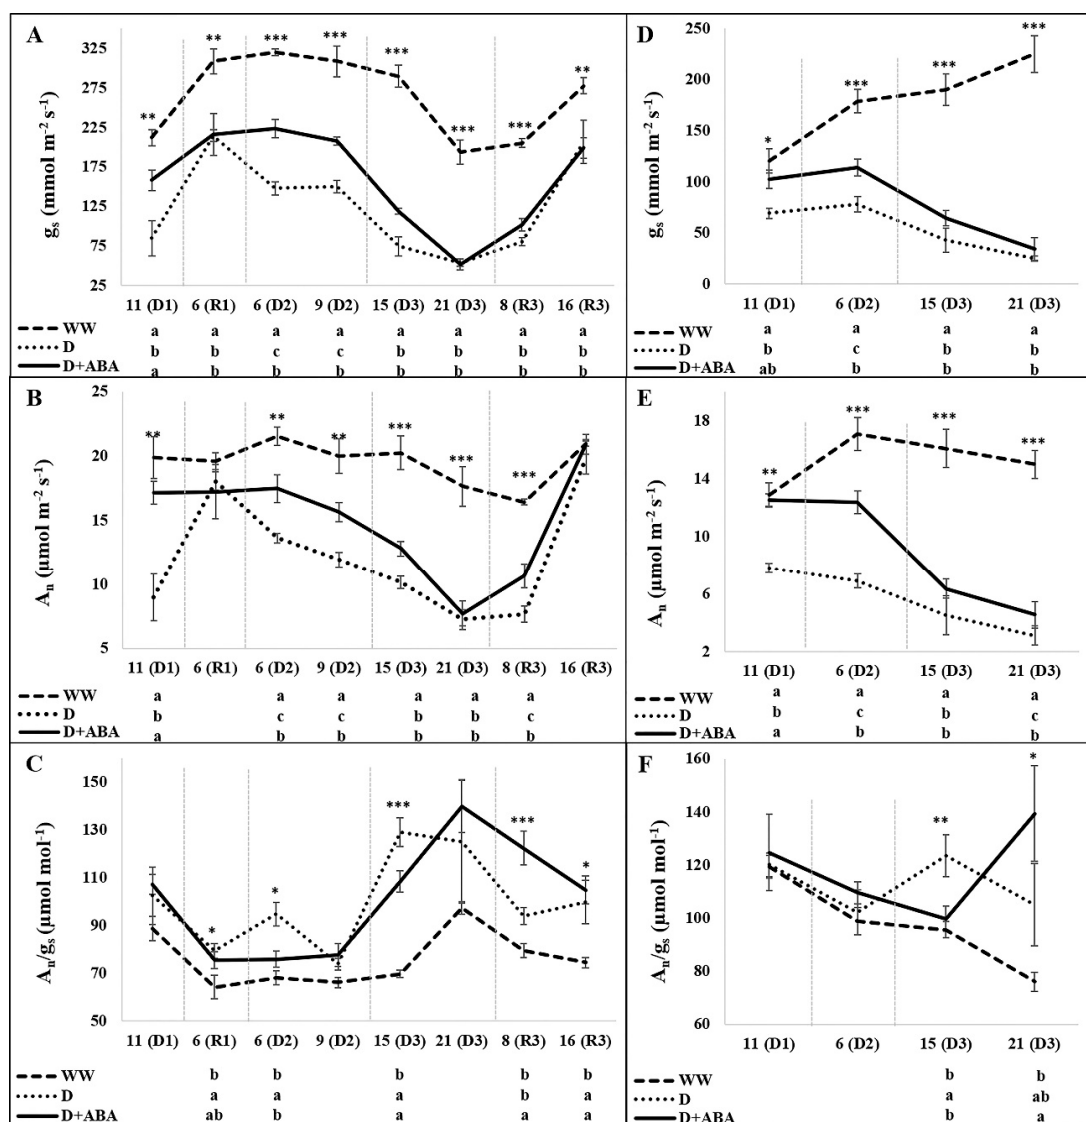 A
gs (mmol m-2 s-1)
325
275
225
175
125
75
25
** ** *** ** *** *** *** **
11 (D1) 6 (R1) 6 (D2) 9 (D2) 15 (D3) 21 (D3) 8 (R3) 16 (R3)
WW a a a a a a a a
D b b c c b b b b
D+ABA a b b b b b b b
D
gs (mmol m-2 s-1)
250
200
150
100
50
0
* *** *** ***
11 (D1) 6 (D2) 15 (D3) 21 (D3)
WW a a a a
D b c b b
D+ABA ab b b b
B
An (µmol m-2 s-1)
25
20
15
10
5
** ** ** *** *** ***
11 (D1) 6 (R1) 6 (D2) 9 (D2) 15 (D3) 21 (D3) 8 (R3) 16 (R3)
WW a a a a a a
D b c c b b c
D+ABA a b b b b b
E
An (µmol m-2 s-1)
18
14
10
6
2
** *** *** ***
11 (D1) 6 (D2) 15 (D3) 21 (D3)
WW a a a a
D b c b c
D+ABA a b b b
C
An/gs (µmol mol-1)
150
130
110
90
70
50
* * *** *** *
11 (D1) 6 (R1) 6 (D2) 9 (D2) 15 (D3) 21 (D3) 8 (R3) 16 (R3)
WW b b b b b
D a a a b a
D+ABA ab b a a a
F
An/gs (µmol mol-1)
160
140
120
100
80
60
** *
11 (D1) 6 (D2) 15 (D3) 21 (D3)
WW b b
D a ab
D+ABA b a